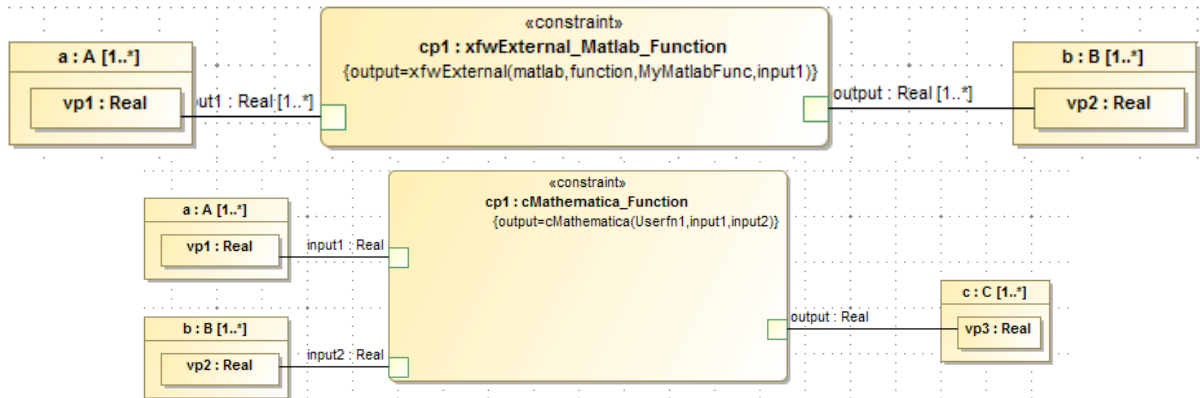 «constraint»
cp1 : xfwExternal_Matlab_Function
{output=xfwExternal(matlab,function,MyMatlabFunc,input1)}
a : A [1..*]
vp1 : Real
ut1 : Real [1..*]
output : Real [1..*]
b : B [1..*]
vp2 : Real
«constraint»
cp1 : cMathematica_Function
{output=cMathematica(Userfn1,input1,input2)}
a : A [1..*]
vp1 : Real
input1 : Real
b : B [1..*]
vp2 : Real
input2 : Real
output : Real
c : C [1..*]
vp3 : Real